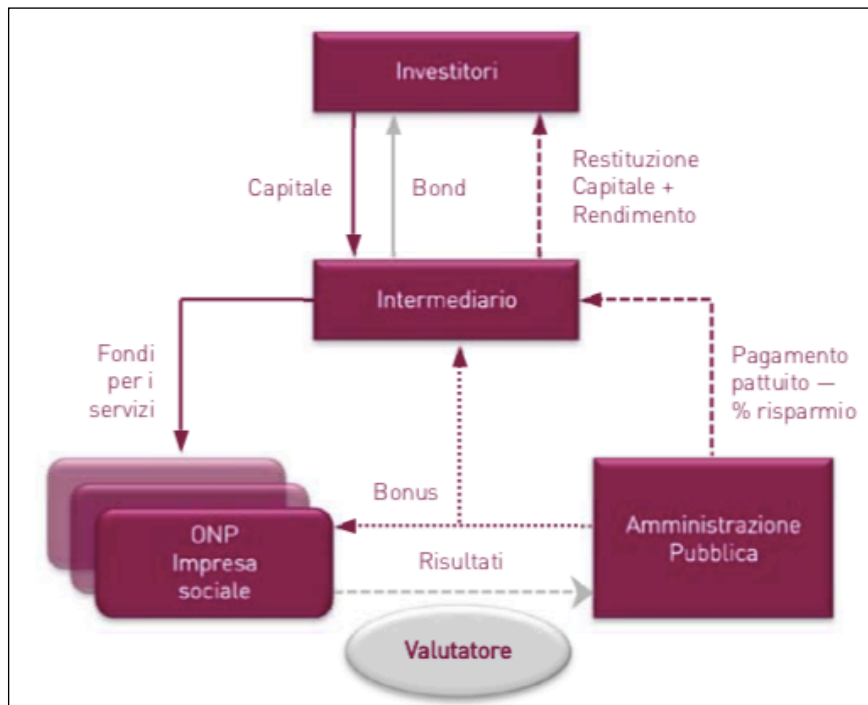 Investitori
Capitale
Bond
Restituzione
Capitale +
Rendimento
Intermediario
Fondi
per i
servizi
Pagamento
pattuito —
% risparmio
Bonus
ONP
Impresa
sociale
Risultati
Amministrazione
Pubblica
Valutatore